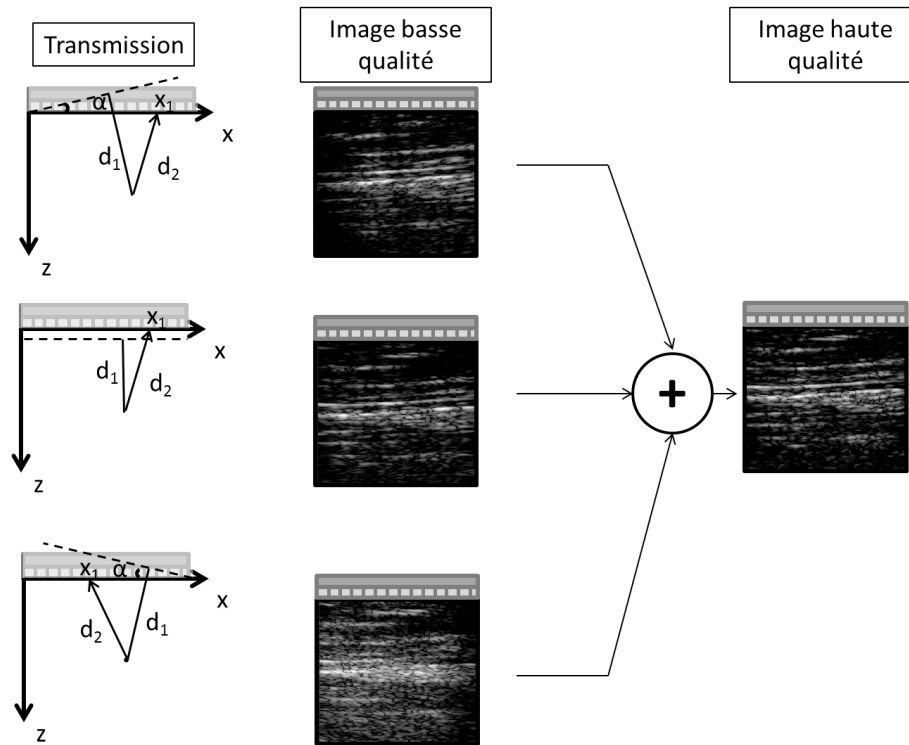 Transmission
Image basse
qualité
Image haute
qualité
α
x₁
x
d₁
d₂
z
x₁
x
d₁
d₂
z
x₁
α
x
d₂
d₁
z
+